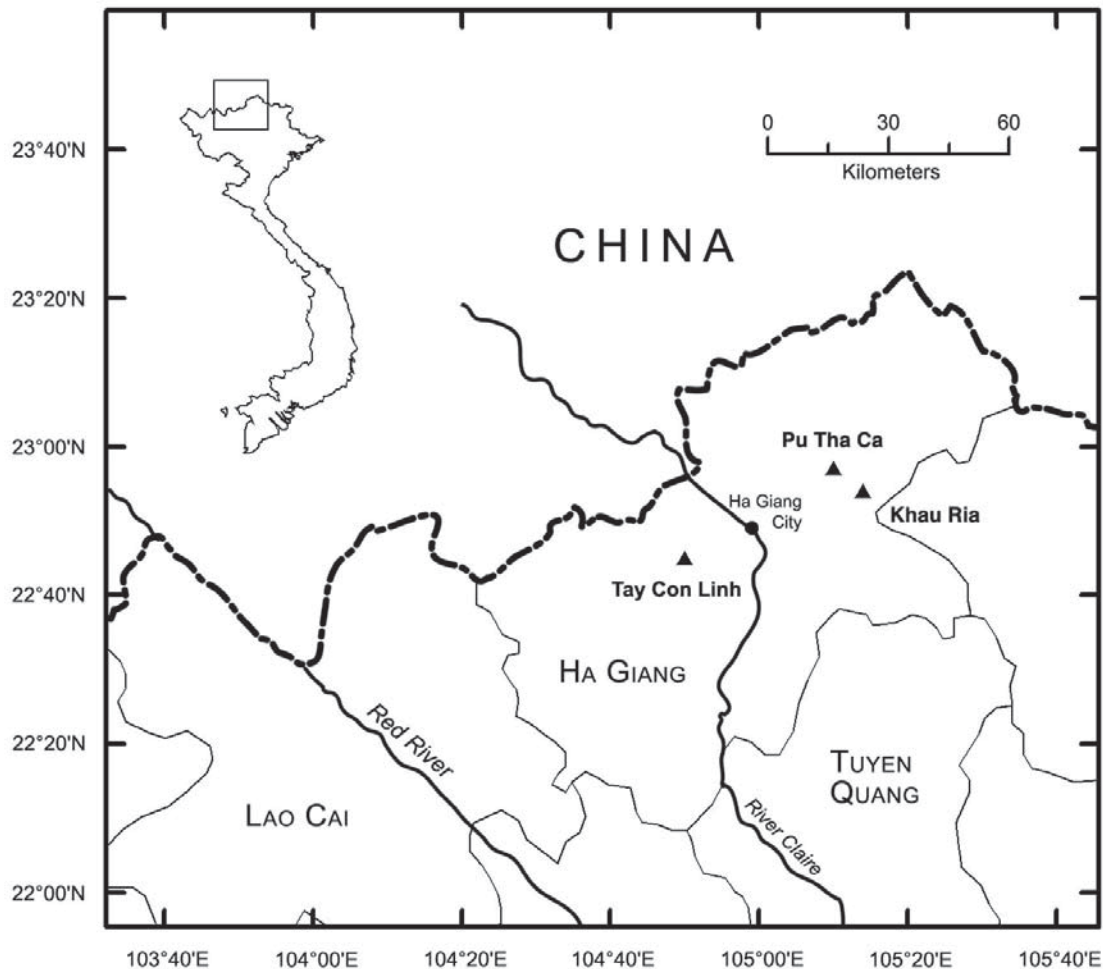 0 30 60
Kilometers
CHINA
23°40'N
23°20'N
23°00'N
22°40'N
22°20'N
22°00'N
Pu Tha Ca
Khau Ria
Ha Giang
City
Tay Con Linh
HA GIANG
Red River
TUYEN
QUANG
LAO CAI
River Claire
103°40'E 104°00'E 104°20'E 104°40'E 105°00'E 105°20'E 105°40'E